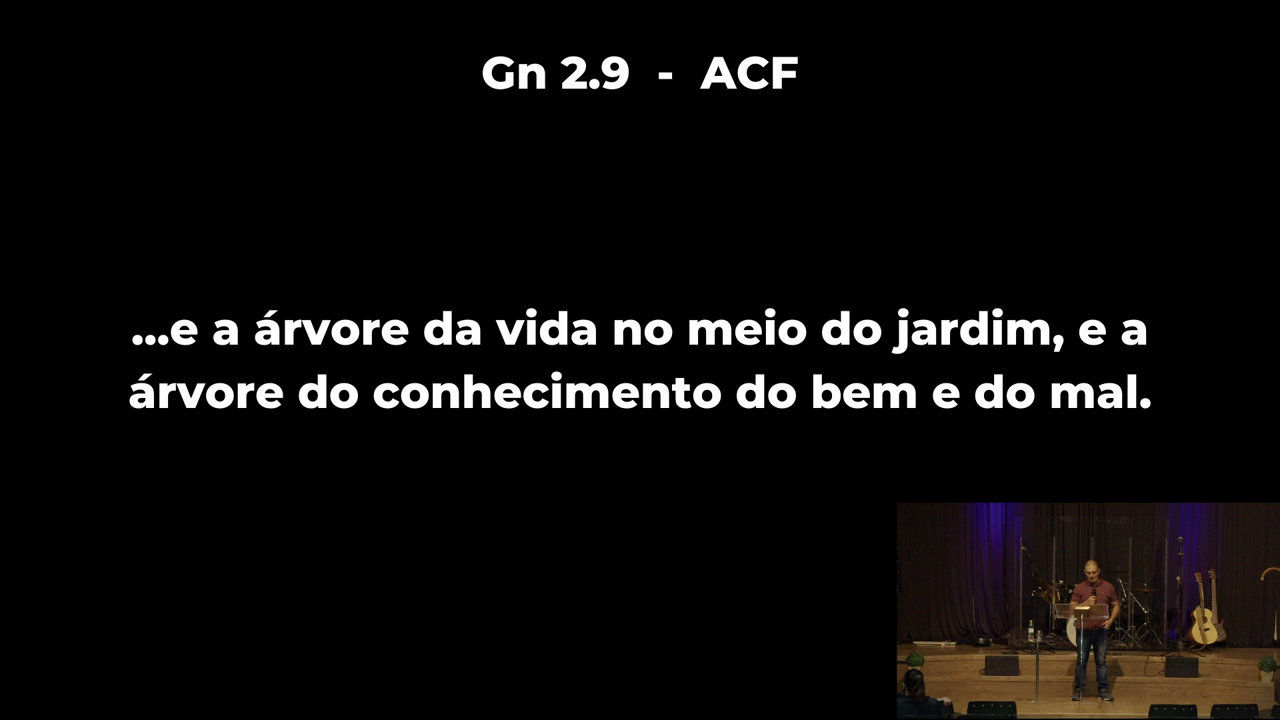 Gn 2.9 - ACF
...e a árvore da vida no meio do jardim, e a
árvore do conhecimento do bem e do mal.